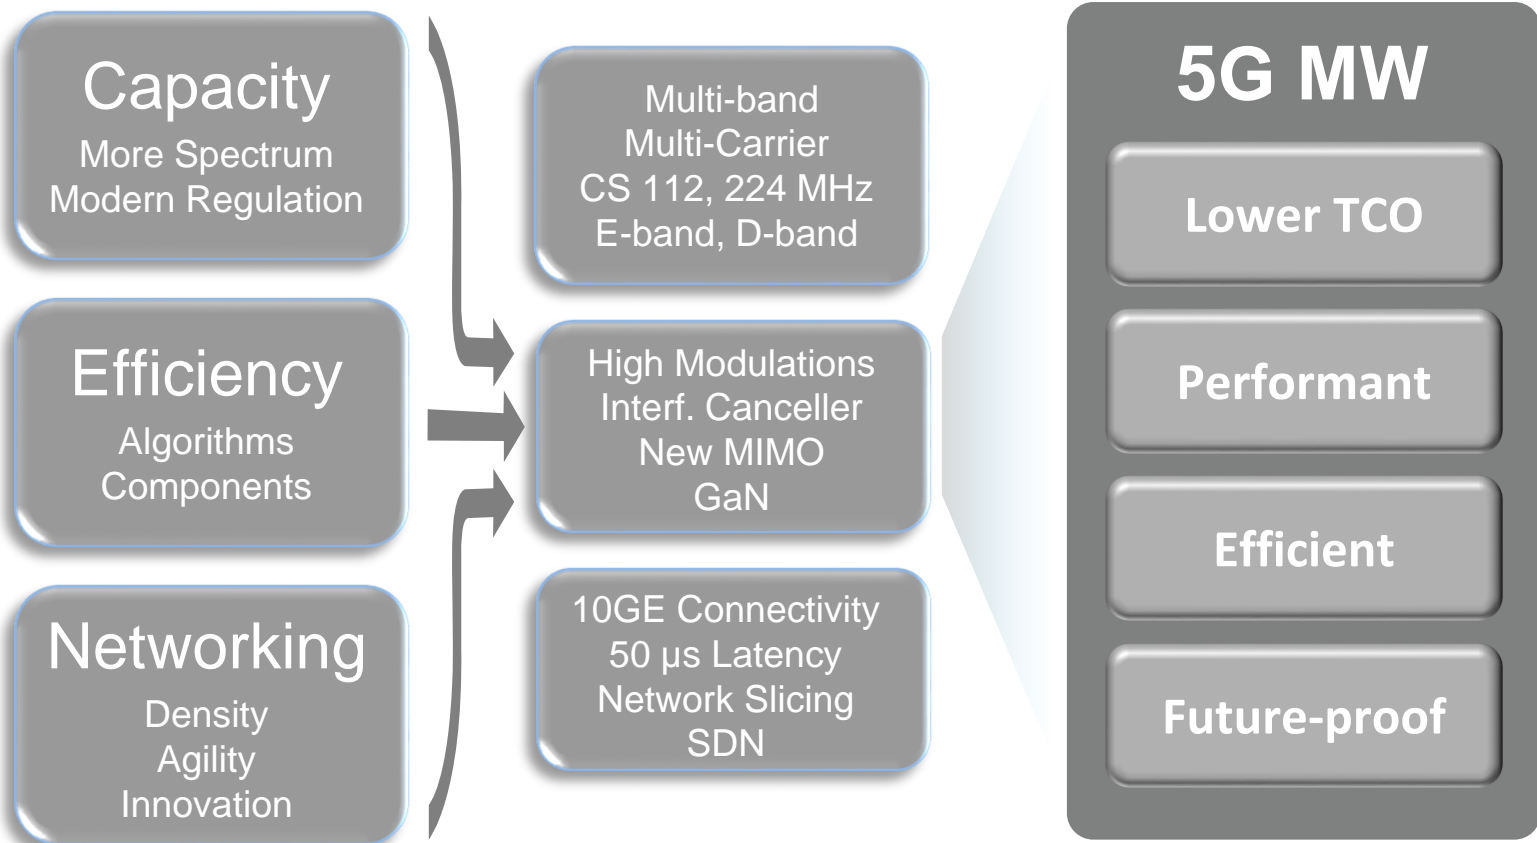 Capacity
More Spectrum
Modern Regulation
Efficiency
Algorithms
Components
Networking
Density
Agility
Innovation
Multi-band
Multi-Carrier
CS 112, 224 MHz
E-band, D-band
High Modulations
Interf. Canceller
New MIMO
GaN
10GE Connectivity
50 µs Latency
Network Slicing
SDN
5G MW
Lower TCO
Performant
Efficient
Future-proof